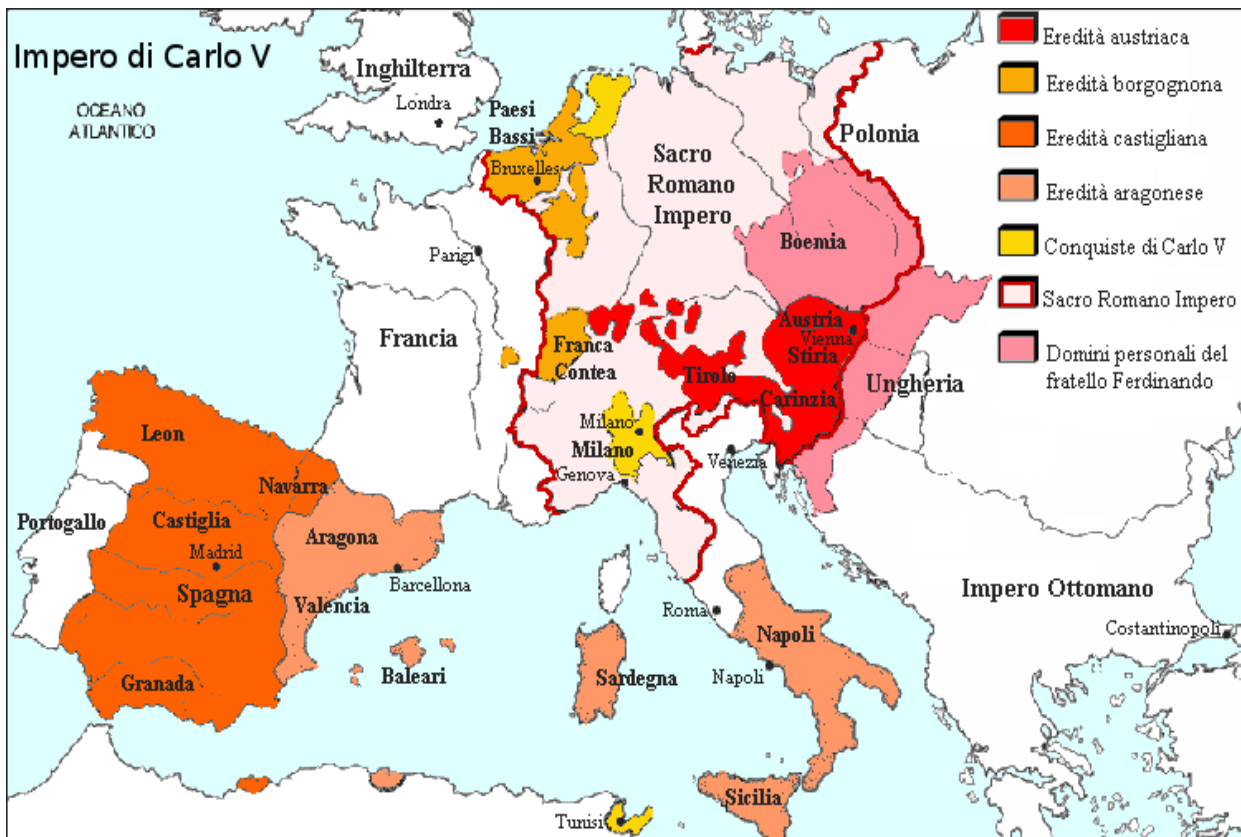 Impero di Carlo V
OCEANO
ATLANTICO
Inghilterra
Londra
Paesi
Bassi
Bruxelles
Sacro
Romano
Impero
Polonia
Boemia
Parigi
Francia
Franca
Contea
Austria
Vienna
Stiria
Tirolo
Carinzia
Ungheria
Milano
Milano
Genova
Venezia
Leon
Navarra
Portogallo
Castiglia
Madrid
Spagna
Aragona
Barcellona
Valencia
Granada
Baleari
Sardegna
Roma
Napoli
Napoli
Sicilia
Tunisi
Impero Ottomano
Costantinopoli
Eredità austriaca
Eredità borgognona
Eredità castigliana
Eredità aragonese
Conquiste di Carlo V
Sacro Romano Impero
Domini personali del
fratello Ferdinando